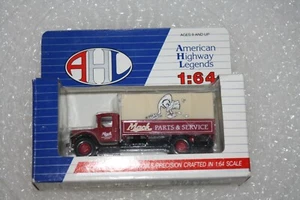 AGES 8 AND UP
AHL
American
Highway
Legends
1:64
Mack PARTS & SERVICE
Mack
PRECISION CRAFTED IN 1:64 SCALE